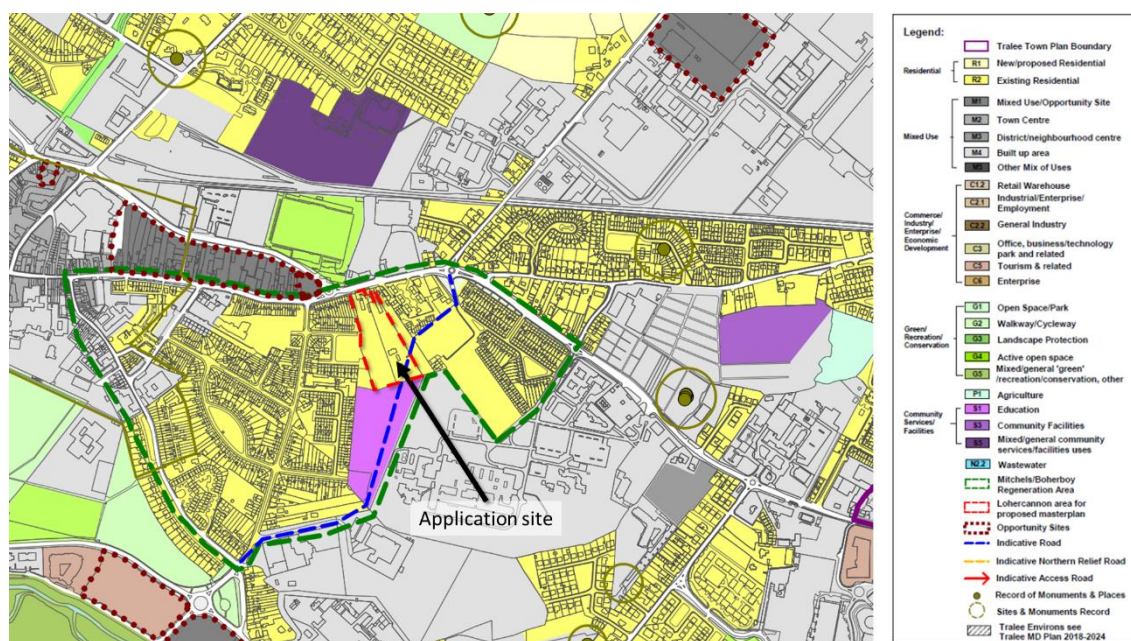 Application site
Legend:
Tralee Town Plan Boundary
Residential
R1 New/proposed Residential
R2 Existing Residential
Mixed Use
M1 Mixed Use/Opportunity Site
M2 Town Centre
M3 District/neighbourhood centre
M4 Built up area
M5 Other Mix of Uses
Commerce/
Industry/
Enterprise/
Economic
Development
C1.2 Retail Warehouse
C2.1 Industrial/Enterprise/
Employment
C2.2 General Industry
C3 Office, business/technology
park and related
C5 Tourism & related
C6 Enterprise
Green/
Recreation/
Conservation
G1 Open Space/Park
G2 Walkway/Cycleway
G3 Landscape Protection
G4 Active open space
G5 Mixed/general 'green'
/recreation/conservation, other
P1 Agriculture
Community
Services/
Facilities
S1 Education
S3 Community Facilities
S5 Mixed/general community
services/facilities uses
N2.2 Wastewater
Mitchels/Boherboy
Regeneration Area
Lohercannon area for
proposed masterplan
Opportunity Sites
Indicative Road
Indicative Northern Relief Road
Indicative Access Road
Record of Monuments & Places
Sites & Monuments Record
Tralee Environs see
Tralee MD Plan 2018-2024